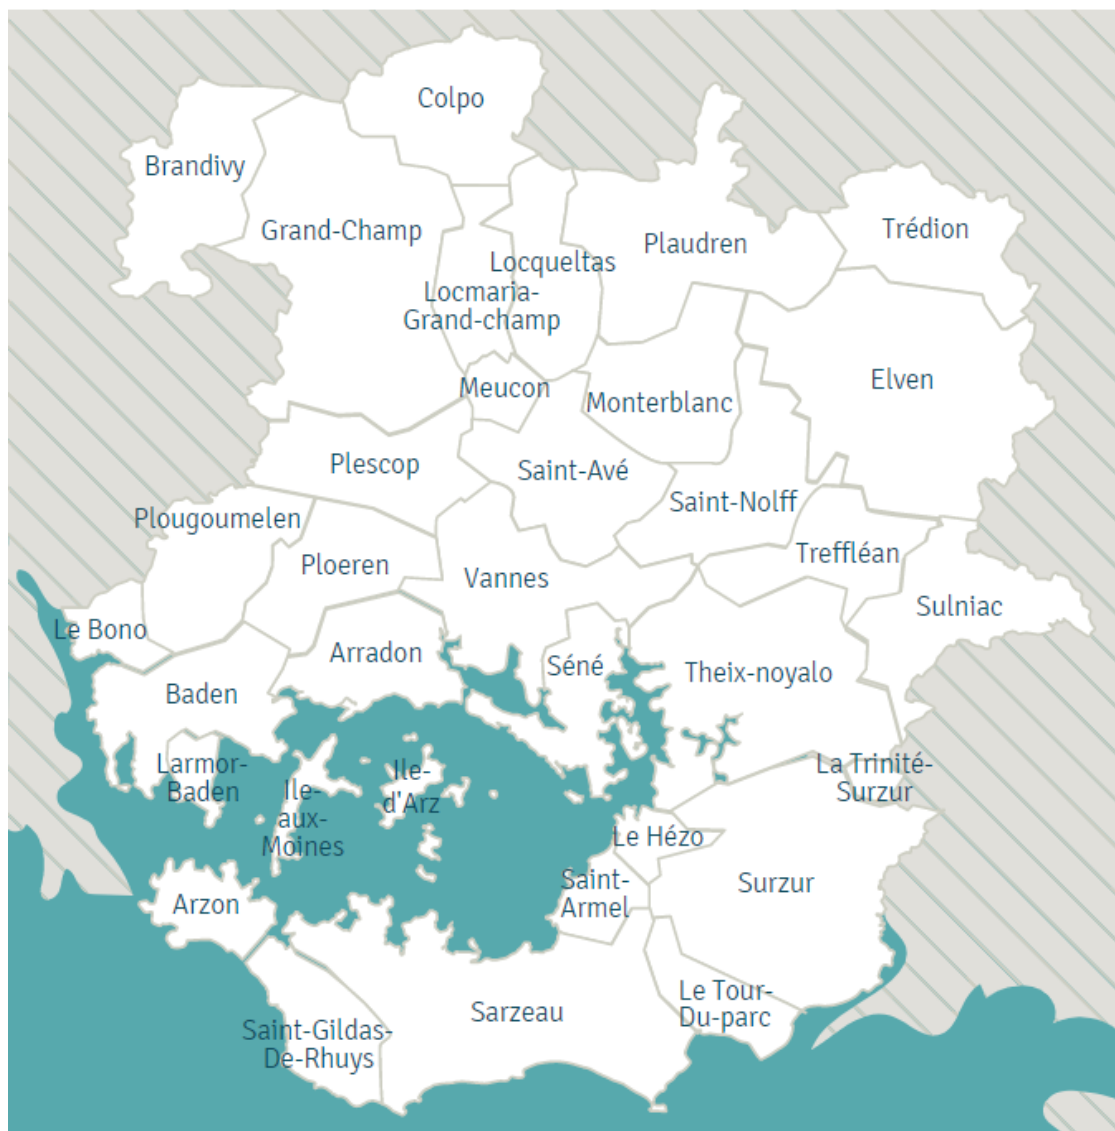 Colpo
Brandivy
Grand-Champ
Trédion
Plaudren
Locqueltas
Locmaria-
Grand-champ
Elven
Meucon
Monterblanc
Plescop
Saint-Avé
Saint-Nolff
Plougoumelen
Treffléan
Ploeren
Vannes
Sulniac
Le Bono
Arradon
Séné
Theix-noyalo
Baden
Larmor-
Baden
Ile-
aux-
Moines
Ile-
d'Arz
La Trinité-
Surzur
Le Hézo
Saint-
Armel
Surzur
Arzon
Le Tour-
Du-parc
Sarzeau
Saint-Gildas-
De-Rhuys